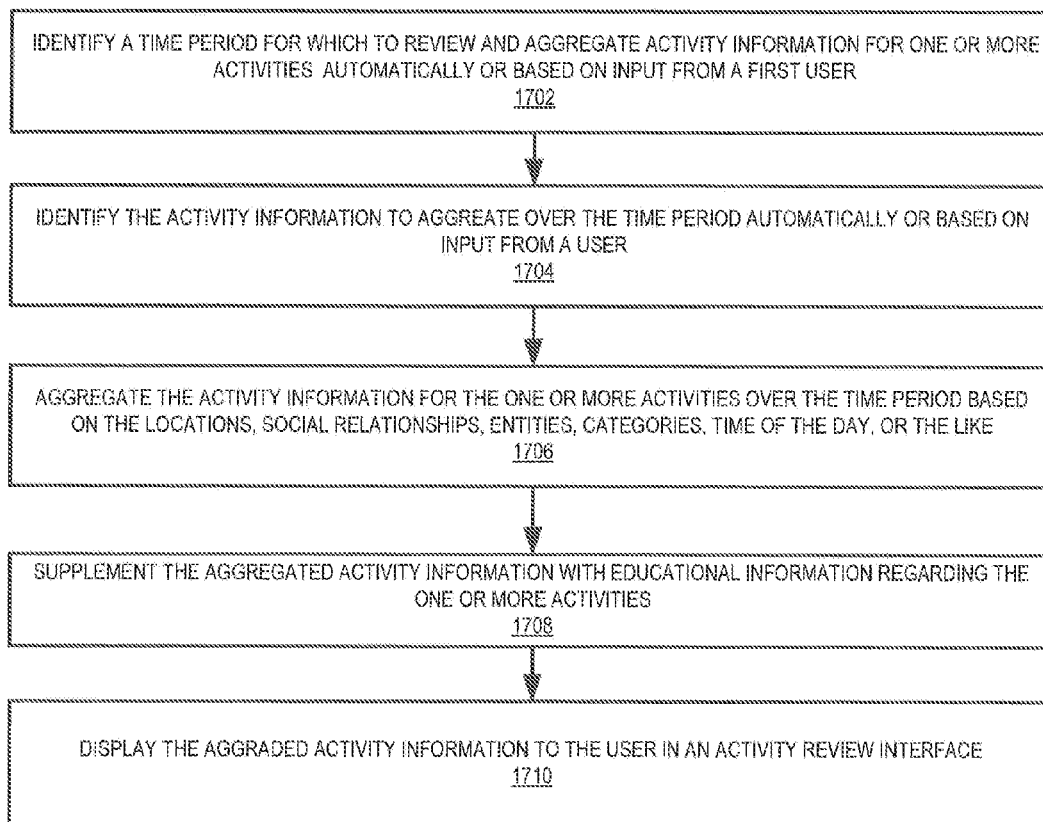 IDENTIFY A TIME PERIOD FOR WHICH TO REVIEW AND AGGREGATE ACTIVITY INFORMATION FOR ONE OR MORE
ACTIVITIES AUTOMATICALLY OR BASED ON INPUT FROM A FIRST USER
1702
IDENTIFY THE ACTIVITY INFORMATION TO AGGREATE OVER THE TIME PERIOD AUTOMATICALLY OR BASED ON
INPUT FROM A USER
1704
AGGREGATE THE ACTIVITY INFORMATION FOR THE ONE OR MORE ACTIVITIES OVER THE TIME PERIOD BASED
ON THE LOCATIONS, SOCIAL RELATIONSHIPS, ENTITIES, CATEGORIES, TIME OF THE DAY, OR THE LIKE
1706
SUPPLEMENT THE AGGREGATED ACTIVITY INFORMATION WITH EDUCATIONAL INFORMATION REGARDING THE
ONE OR MORE ACTIVITIES
1708
DISPLAY THE AGGRADED ACTIVITY INFORMATION TO THE USER IN AN ACTIVITY REVIEW INTERFACE
1710